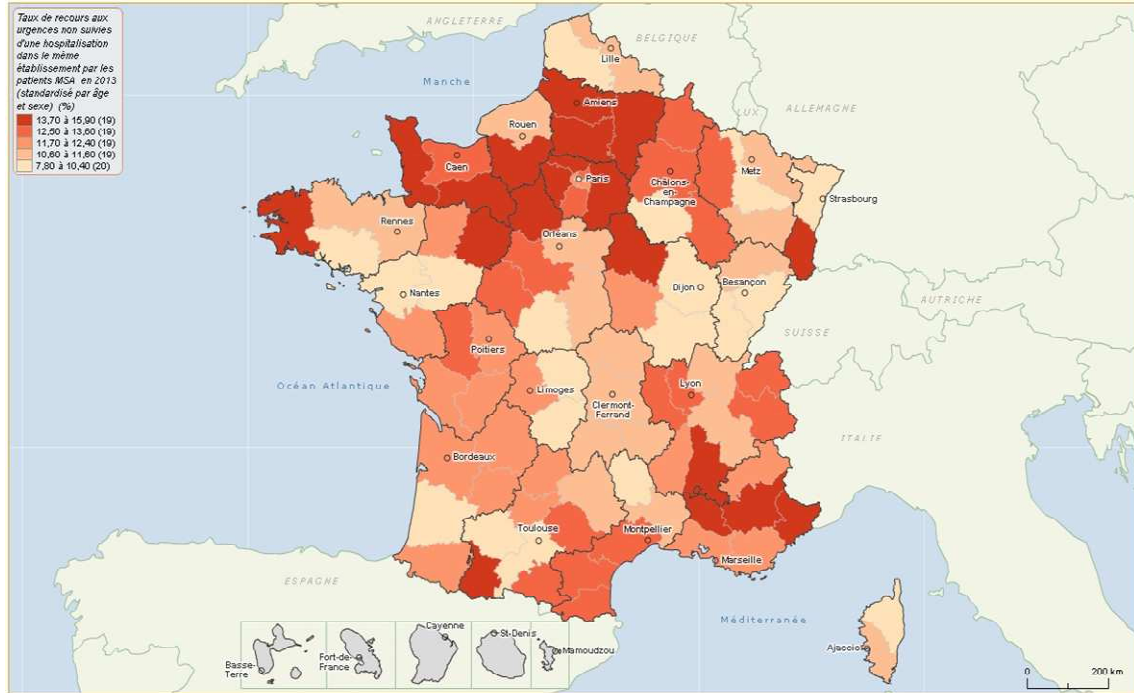 Taux de recours aux
urgences non suivies
d'une hospitalisation
dans le même
établissement par les
patients MSA en 2013
(standardisé par âge
et sexe) (%)
13,70 à 15,90 (19)
12,50 à 13,60 (19)
11,70 à 12,40 (19)
10,60 à 11,60 (19)
7,80 à 10,40 (20)
ANGLETERRE
BELGIQUE
Lille
Manche
Amiens
ALLEMAGNE
LUX
Rouen
Caen
Paris
Châlons-
en-
Champagne
Metz
Strasbourg
Rennes
Orléans
Nantes
Dijon
Besançon
AUTRICHE
SUISSE
Poitiers
Océan Atlantique
Limoges
Clermont-
Ferrand
Lyon
ITALIE
Bordeaux
Toulouse
Montpellier
Marseille
ESPAGNE
Méditerranée
Ajaccio
Basse-
Terre
Fort-de-
France
Cayenne
St-Denis
Mamoudzou
0 200 km